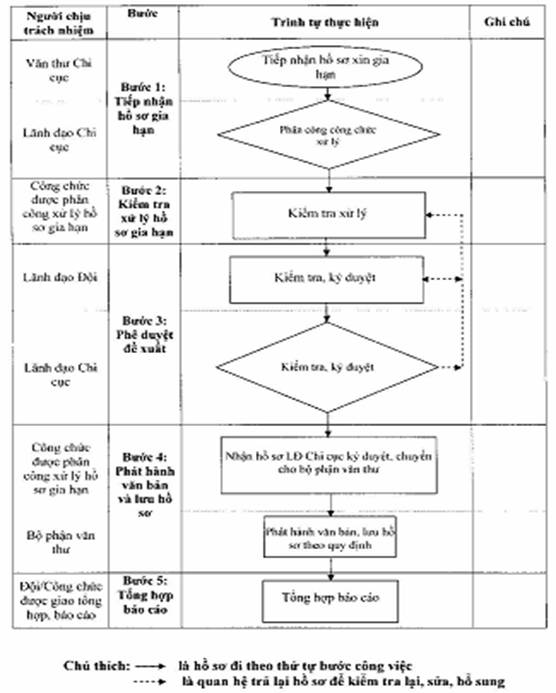 Người chịu
trách nhiệm
Bước
Trình tự thực hiện
Ghi chú
Văn thư Chi
cục
Lãnh đạo Chi
cục
Bước 1:
Tiếp nhận
hồ sơ gia
hạn
Tiếp nhận hồ sơ xin gia
hạn
Phân công công chức
xử lý
Công chức
được phân
công xử lý hồ
sơ gia hạn
Bước 2:
Kiểm tra
xử lý hồ
sơ gia hạn
Kiểm tra xử lý
Lãnh đạo Đội
Lãnh đạo Chi
cục
Bước 3:
Phê duyệt
đề xuất
Kiểm tra, ký duyệt
Kiểm tra, ký duyệt
Công chức
được phân
công xử lý hồ
sơ gia hạn
Bộ phận văn
thư
Bước 4:
Phát hành
văn bản
và lưu hồ
sơ
Nhận hồ sơ LĐ Chi cục ký duyệt, chuyển
cho bộ phận văn thư
Phát hành văn bản, lưu hồ
sơ theo quy định
Đội/Công chức
được giao tổng
hợp, báo cáo
Bước 5:
Tổng hợp
báo cáo
Tổng hợp báo cáo
Chú thích: là hồ sơ đi theo thứ tự bước công việc
là quan hệ trả lại hồ sơ để kiểm tra lại, sửa, bổ sung